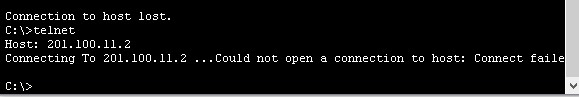 Connection to host lost.
C:\>telnet
Host: 201.100.11.2
Connecting To 201.100.11.2 ...Could not open a connection to host: Connect faile
C:\>